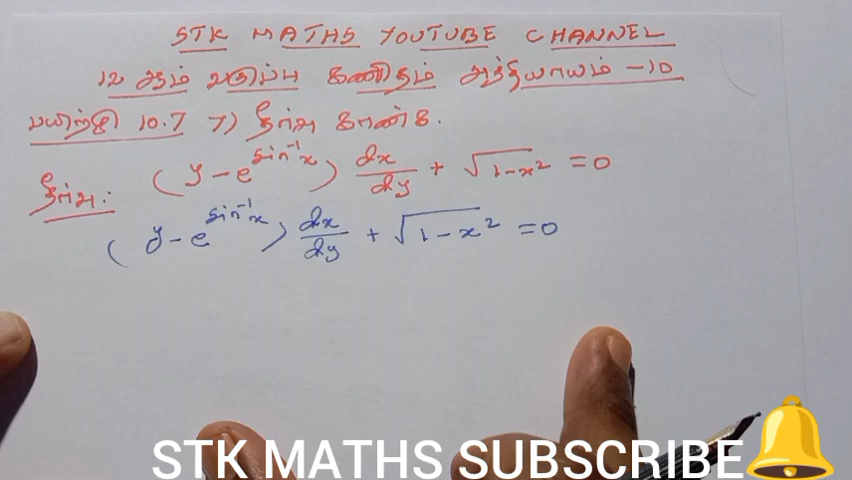 STK MATHS YOUTUBE CHANNEL
12 ஆம் வகுப்பு கணிதம் அத்தியாயம் - 10
பயிற்சி 10.7 7) தீர்வு காண்க.
தீர்வு: (y - e^{sin⁻¹x}) dx/dy + √(1-x²) = 0
(y - e^{sin⁻¹x}) dx/dy + √(1-x²) = 0
STK MATHS SUBSCRIBE